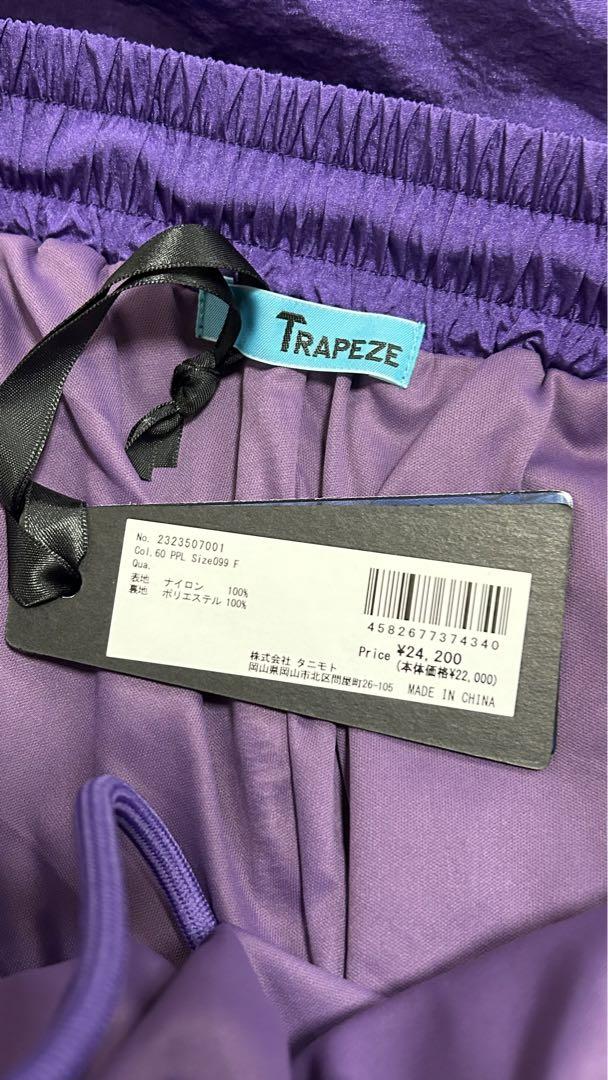 TRAPEZE
No. 2323507001
Col.60 PPL Size099 F
Qua.
表地 ナイロン 100%
裏地 ポリエステル 100%
4582677374340
Price ¥24,200
(本体価格¥22,000)
株式会社 タニモト
岡山県岡山市北区問屋町26-105 MADE IN CHINA